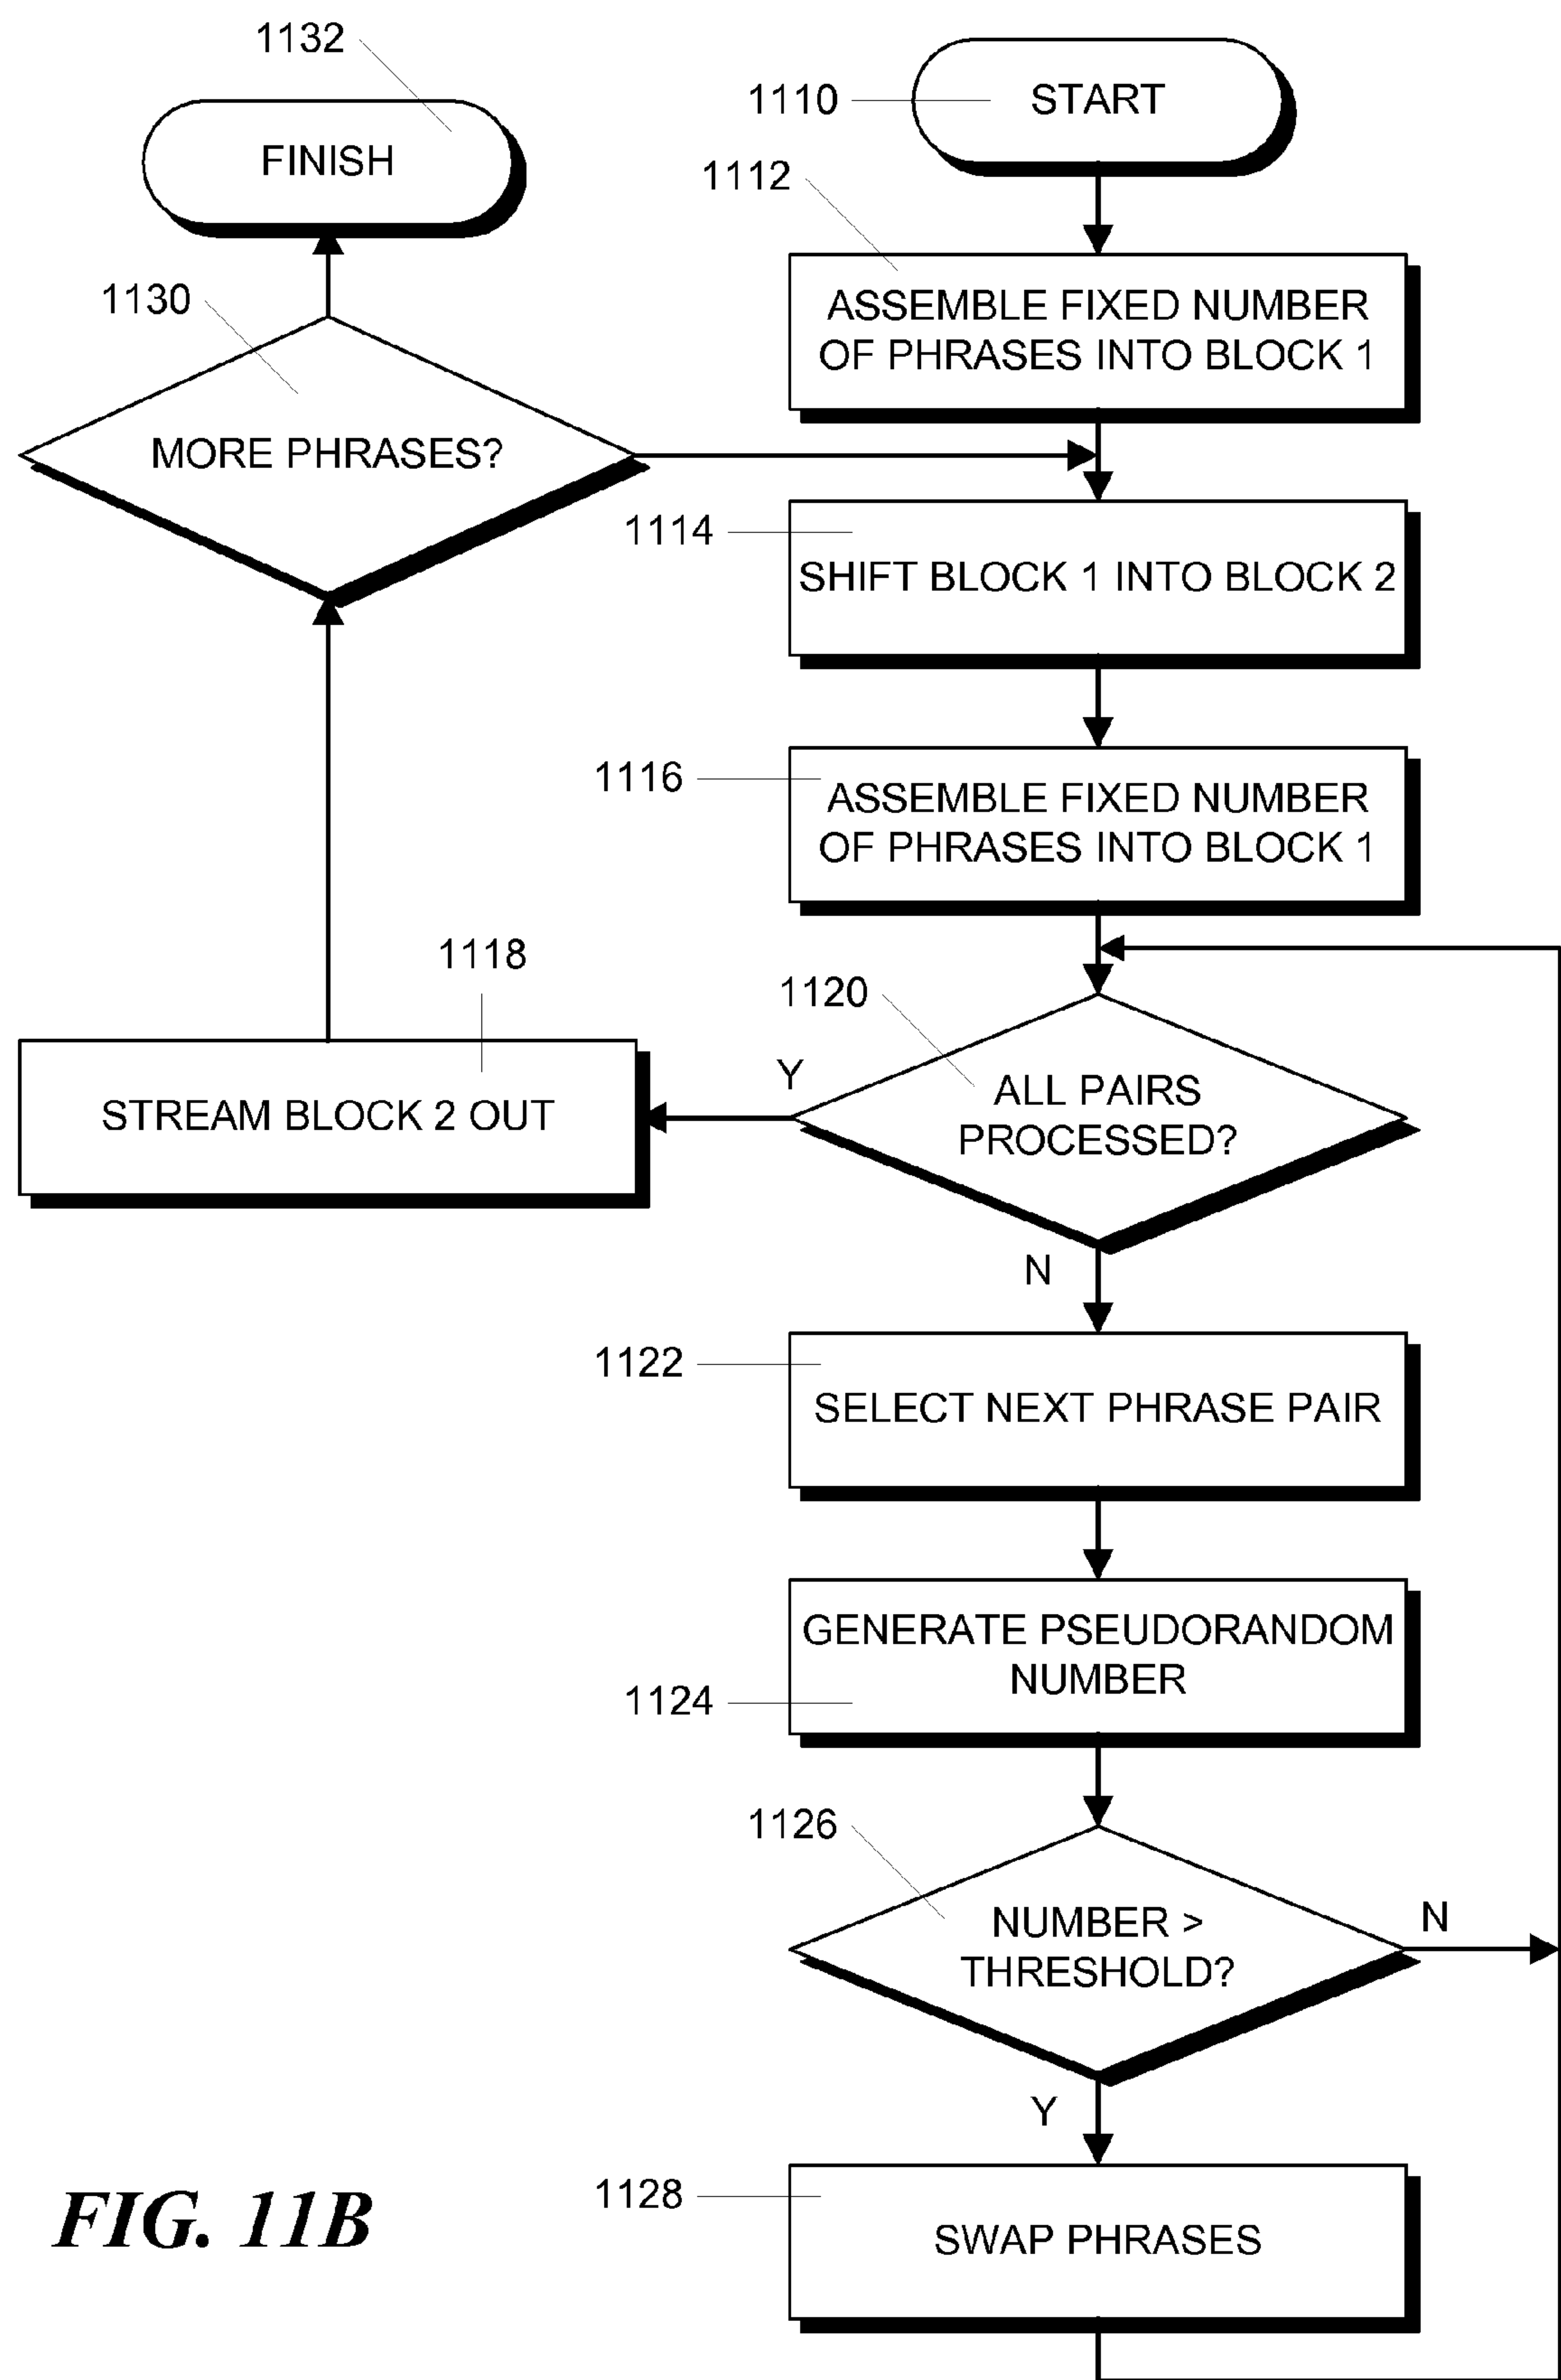 1132
FINISH
1110
START
1112
ASSEMBLE FIXED NUMBER
OF PHRASES INTO BLOCK 1
1130
MORE PHRASES?
1114
SHIFT BLOCK 1 INTO BLOCK 2
1116
ASSEMBLE FIXED NUMBER
OF PHRASES INTO BLOCK 1
1118
STREAM BLOCK 2 OUT
1120
Y
ALL PAIRS
PROCESSED?
N
1122
SELECT NEXT PHRASE PAIR
GENERATE PSEUDORANDOM
NUMBER
1124
1126
NUMBER >
THRESHOLD?
N
Y
1128
SWAP PHRASES
FIG. 11B